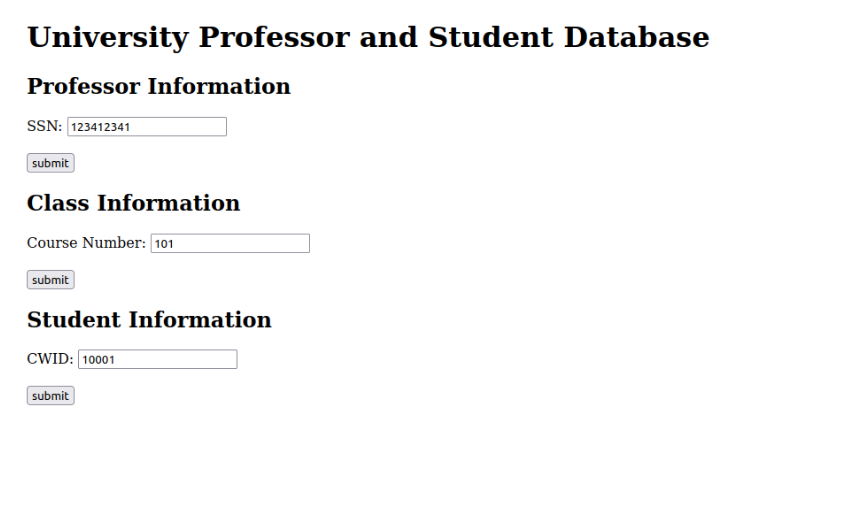 University Professor and Student Database
Professor Information
SSN: 123412341
submit
Class Information
Course Number: 101
submit
Student Information
CWID: 10001
submit